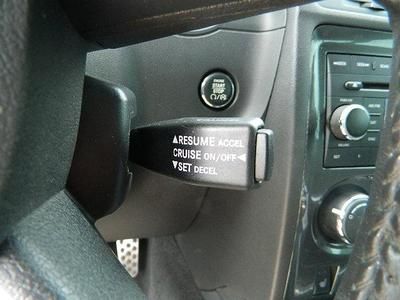 ENGINE
START
STOP
▲RESUME ACCEL
CRUISE ON/OFF◀
▼SET DECEL